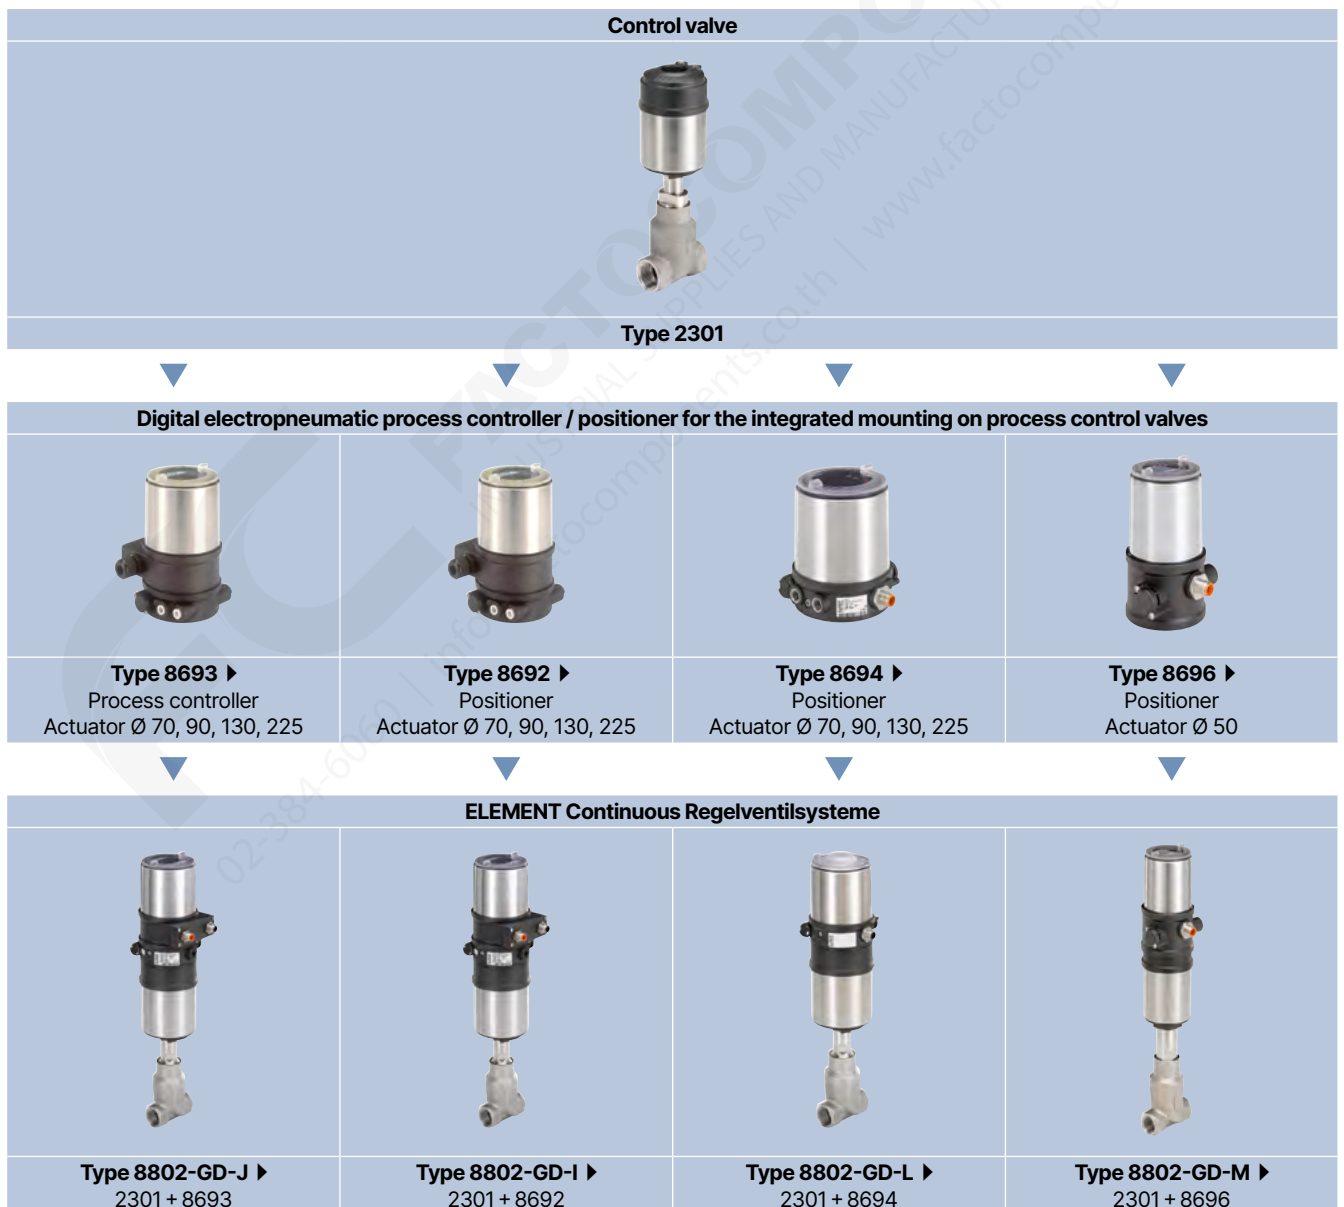 Control valve
Type 2301
Digital electropneumatic process controller / positioner for the integrated mounting on process control valves
Type 8693
Process controller
Actuator Ø 70, 90, 130, 225
Type 8692
Positioner
Actuator Ø 70, 90, 130, 225
Type 8694
Positioner
Actuator Ø 70, 90, 130, 225
Type 8696
Positioner
Actuator Ø 50
ELEMENT Continuous Regelventilsysteme
Type 8802-GD-J
2301 + 8693
Type 8802-GD-I
2301 + 8692
Type 8802-GD-L
2301 + 8694
Type 8802-GD-M
2301 + 8696